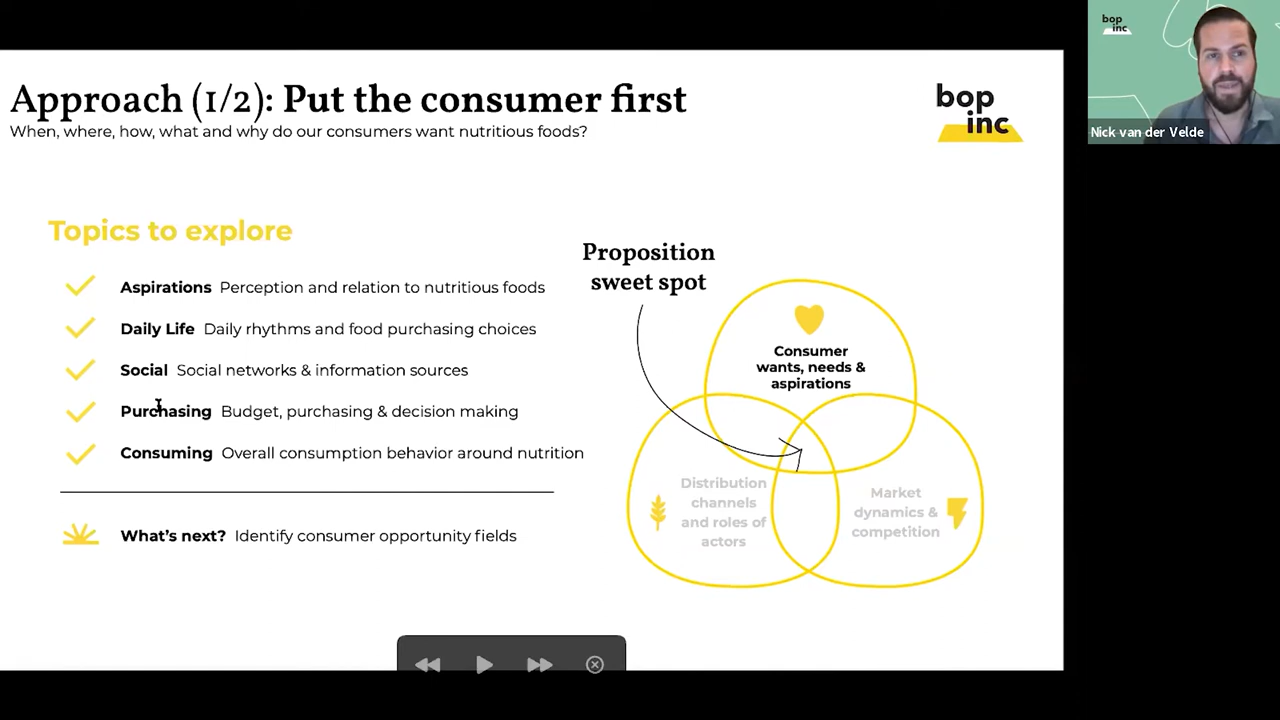 Approach (1/2): Put the consumer first
When, where, how, what and why do our consumers want nutritious foods?
bop
inc
bop
inc
Nick van der Velde
Topics to explore
Aspirations Perception and relation to nutritious foods
Daily Life Daily rhythms and food purchasing choices
Social Social networks & information sources
Purchasing Budget, purchasing & decision making
Consuming Overall consumption behavior around nutrition
What's next? Identify consumer opportunity fields
Proposition
sweet spot
Consumer
wants, needs &
aspirations
Distribution
channels
and roles of
actors
Market
dynamics &
competition